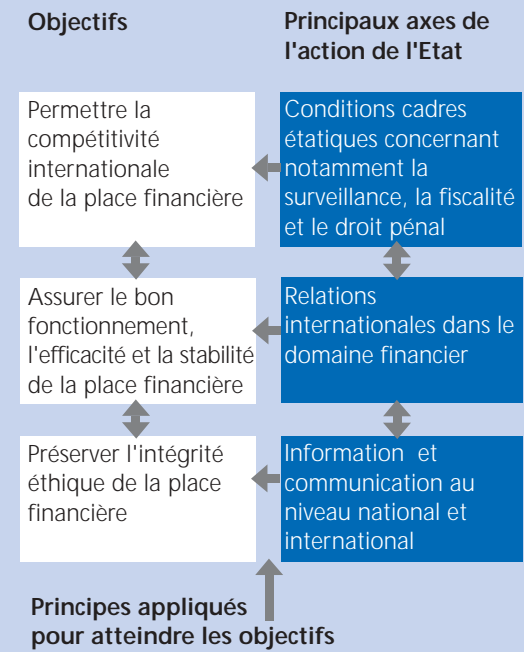 Objectifs
Principaux axes de
l'action de l'Etat
Permettre la
compétitivité
internationale
de la place financière
Conditions cadres
étatiques concernant
notamment la
surveillance, la fiscalité
et le droit pénal
Assurer le bon
fonctionnement,
l'efficacité et la stabilité
de la place financière
Relations
internationales dans le
domaine financier
Préserver l'intégrité
éthique de la place
financière
Information et
communication au
niveau national et
international
Principes appliqués
pour atteindre les objectifs